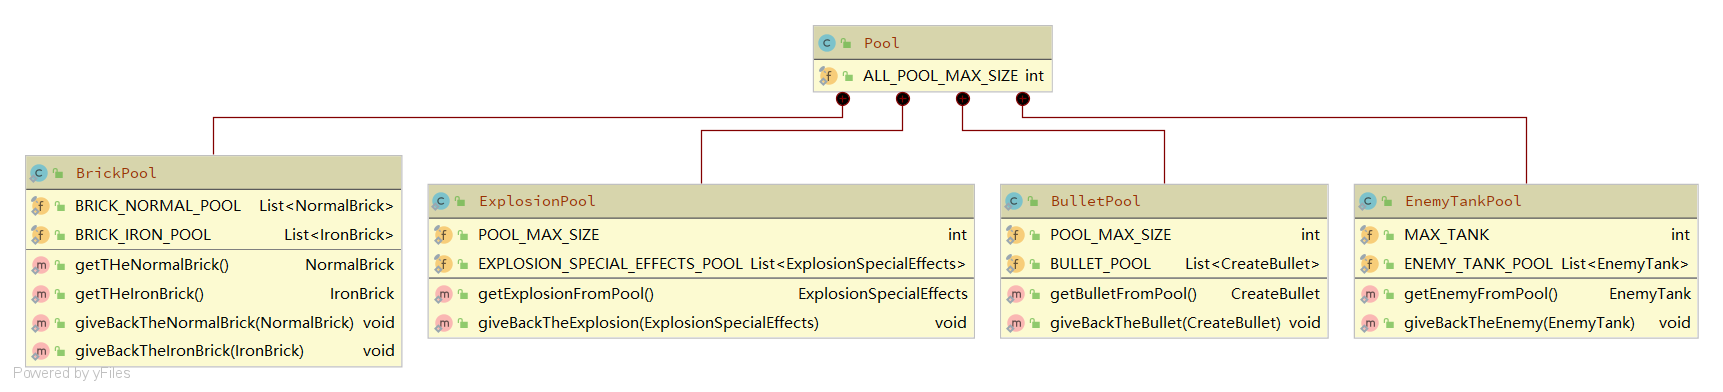 Pool
ALL_POOL_MAX_SIZE int
BrickPool
BRICK_NORMAL_POOL List<NormalBrick>
BRICK_IRON_POOL List<IronBrick>
getTHeNormalBrick() NormalBrick
getTHeIronBrick() IronBrick
giveBackTheNormalBrick(NormalBrick) void
giveBackTheIronBrick(IronBrick) void
ExplosionPool
POOL_MAX_SIZE int
EXPLOSION_SPECIAL_EFFECTS_POOL List<ExplosionSpecialEffects>
getExplosionFromPool() ExplosionSpecialEffects
giveBackTheExplosion(ExplosionSpecialEffects) void
BulletPool
POOL_MAX_SIZE int
BULLET_POOL List<CreateBullet>
getBulletFromPool() CreateBullet
giveBackTheBullet(CreateBullet) void
EnemyTankPool
MAX_TANK int
ENEMY_TANK_POOL List<EnemyTank>
getEnemyFromPool() EnemyTank
giveBackTheEnemy(EnemyTank) void
Powered by yFiles